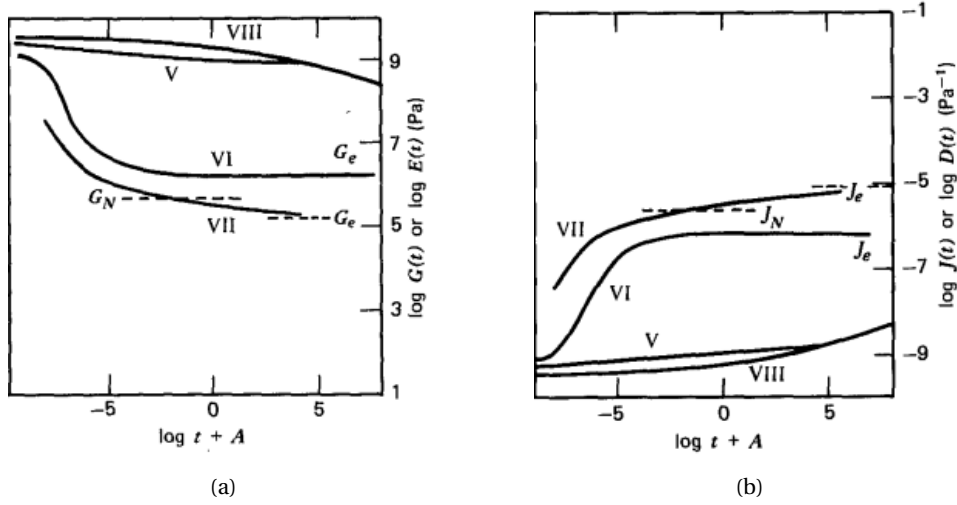 VIII
V
VI
G_e
G_N
VII
G_e
9
7
5
3
1
log G(t) or log E(t) (Pa)
−5
0
5
log t + A
(a)
−1
−3
−5
−7
−9
log J(t) or log D(t) (Pa⁻¹)
J_e
J_N
VII
J_e
VI
V
VIII
−5
0
5
log t + A
(b)